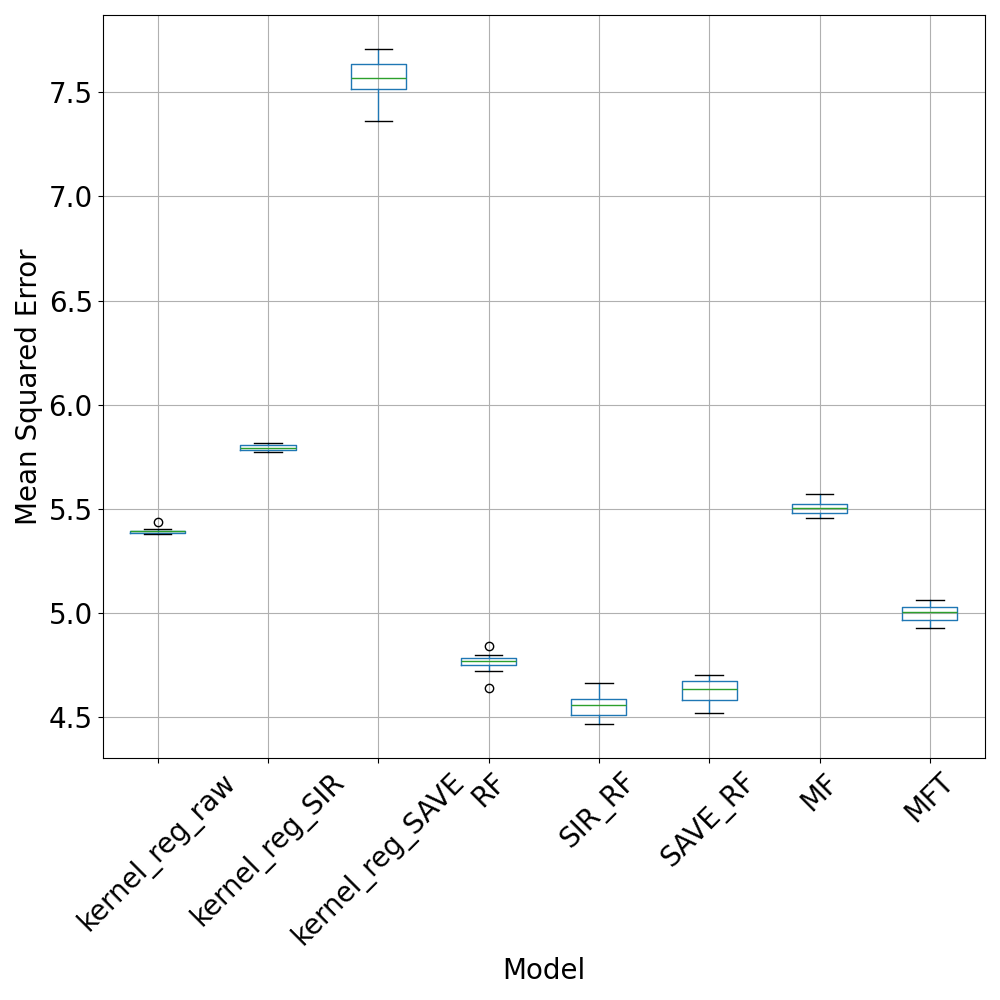 Mean Squared Error
7.5
7.0
6.5
6.0
5.5
5.0
4.5
kernel_reg_raw
kernel_reg_SIR
kernel_reg_SAVE
RF
SIR_RF
SAVE_RF
MF
MFT
Model